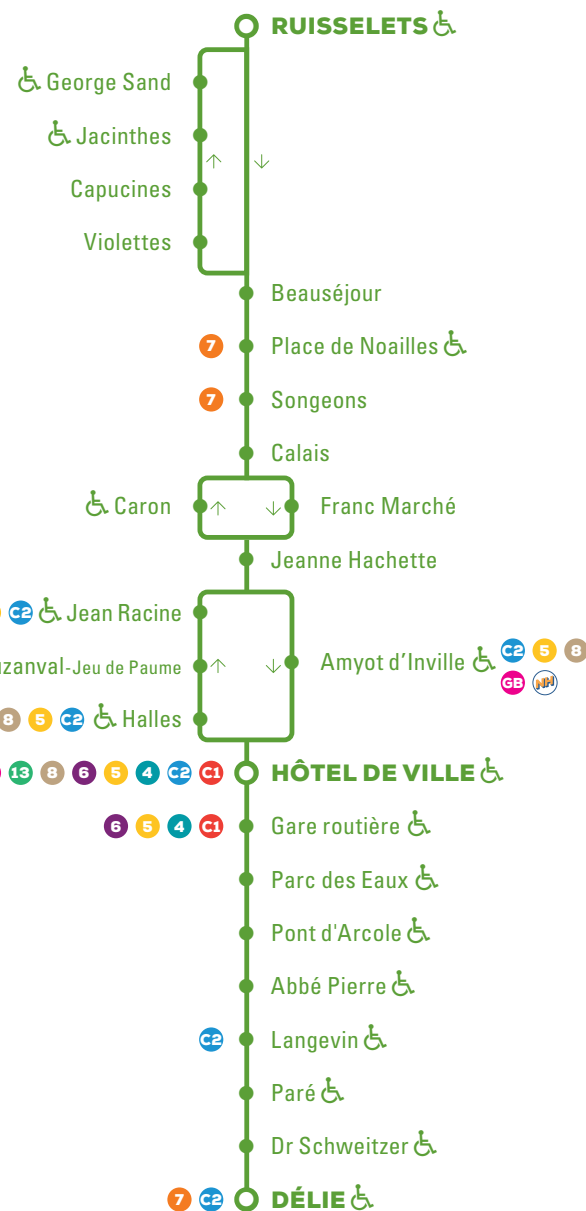 RUISSELETS
George Sand
Jacinthes
Capucines
Violettes
Beauséjour
7 Place de Noailles
7 Songeons
Calais
Caron Franc Marché
Jeanne Hachette
C2 Jean Racine
Jeu de Paume Amyot d'Inville C2 5 8
GB NH
8 5 C2 Halles
13 8 6 5 4 C2 C1 HÔTEL DE VILLE
6 5 4 C1 Gare routière
Parc des Eaux
Pont d'Arcole
Abbé Pierre
C2 Langevin
Paré
Dr Schweitzer
7 C2 DÉLIE